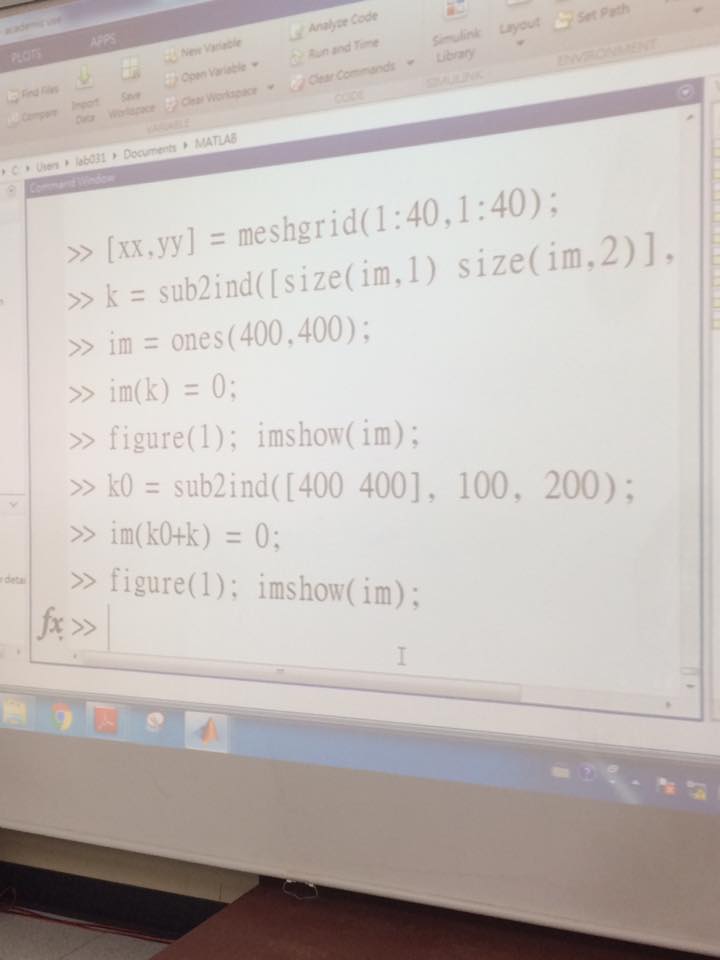 academic use
PLOTS APPS
Find Files
Compare
Import Data
Save Workspace
New Variable
Open Variable
Clear Workspace
VARIABLE
Analyze Code
Run and Time
Clear Commands
CODE
Simulink Library
SIMULINK
Layout
Set Path
ENVIRONMENT
C: Users lab031 Documents MATLAB
Command Window
>> [xx,yy] = meshgrid(1:40,1:40);
>> k = sub2ind([size(im,1) size(im,2)],
>> im = ones(400,400);
>> im(k) = 0;
>> figure(1); imshow(im);
>> k0 = sub2ind([400 400], 100, 200);
>> im(k0+k) = 0;
>> figure(1); imshow(im);
fx >>